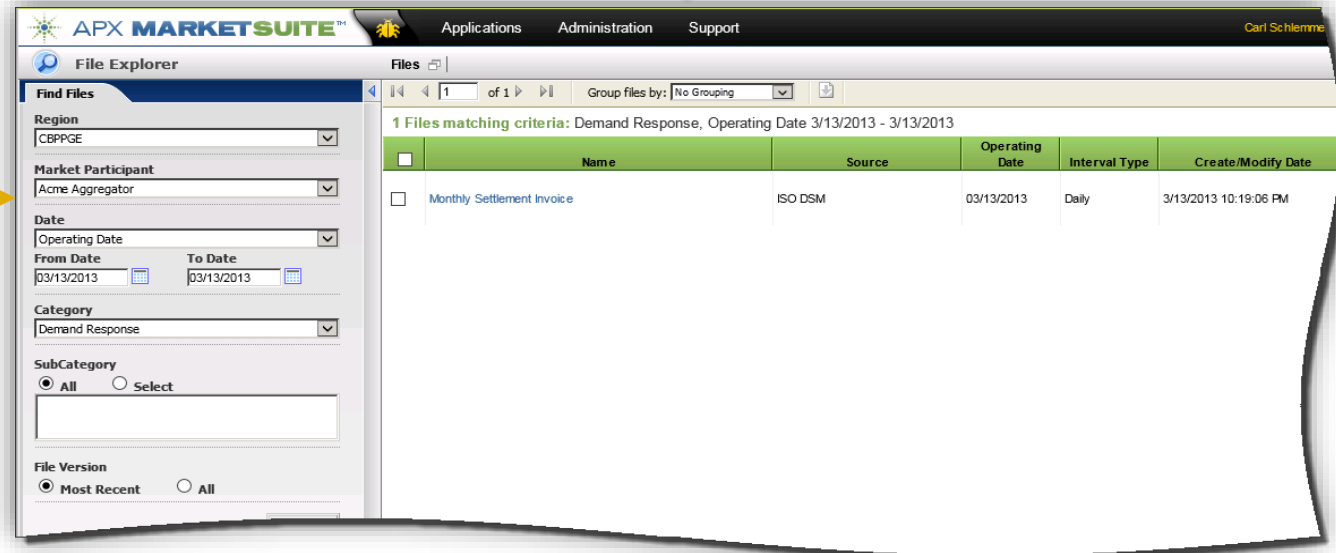 APX MARKETSUITE™
Applications Administration Support
Carl Schlemme
File Explorer
Files
Find Files
1 of 1 Group files by: No Grouping
Region
CBPPGE
Market Participant
Acme Aggregator
Date
Operating Date
From Date To Date
03/13/2013 03/13/2013
Category
Demand Response
SubCategory
All Select
File Version
Most Recent All
1 Files matching criteria: Demand Response, Operating Date 3/13/2013 - 3/13/2013
Name Source Operating Date Interval Type Create/Modify Date
Monthly Settlement Invoice ISO DSM 03/13/2013 Daily 3/13/2013 10:19:06 PM